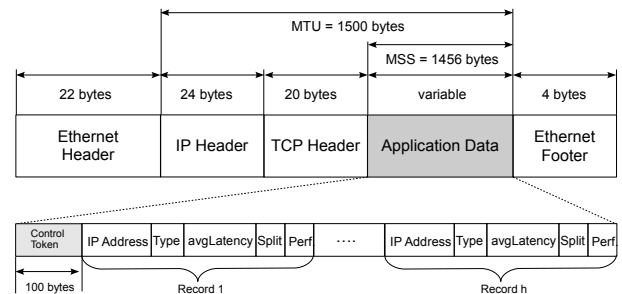 MTU = 1500 bytes
MSS = 1456 bytes
22 bytes 24 bytes 20 bytes variable 4 bytes
Ethernet Header IP Header TCP Header Application Data Ethernet Footer
Control Token IP Address Type avgLatency Split Perf. .... IP Address Type avgLatency Split Perf.
100 bytes Record 1 Record h